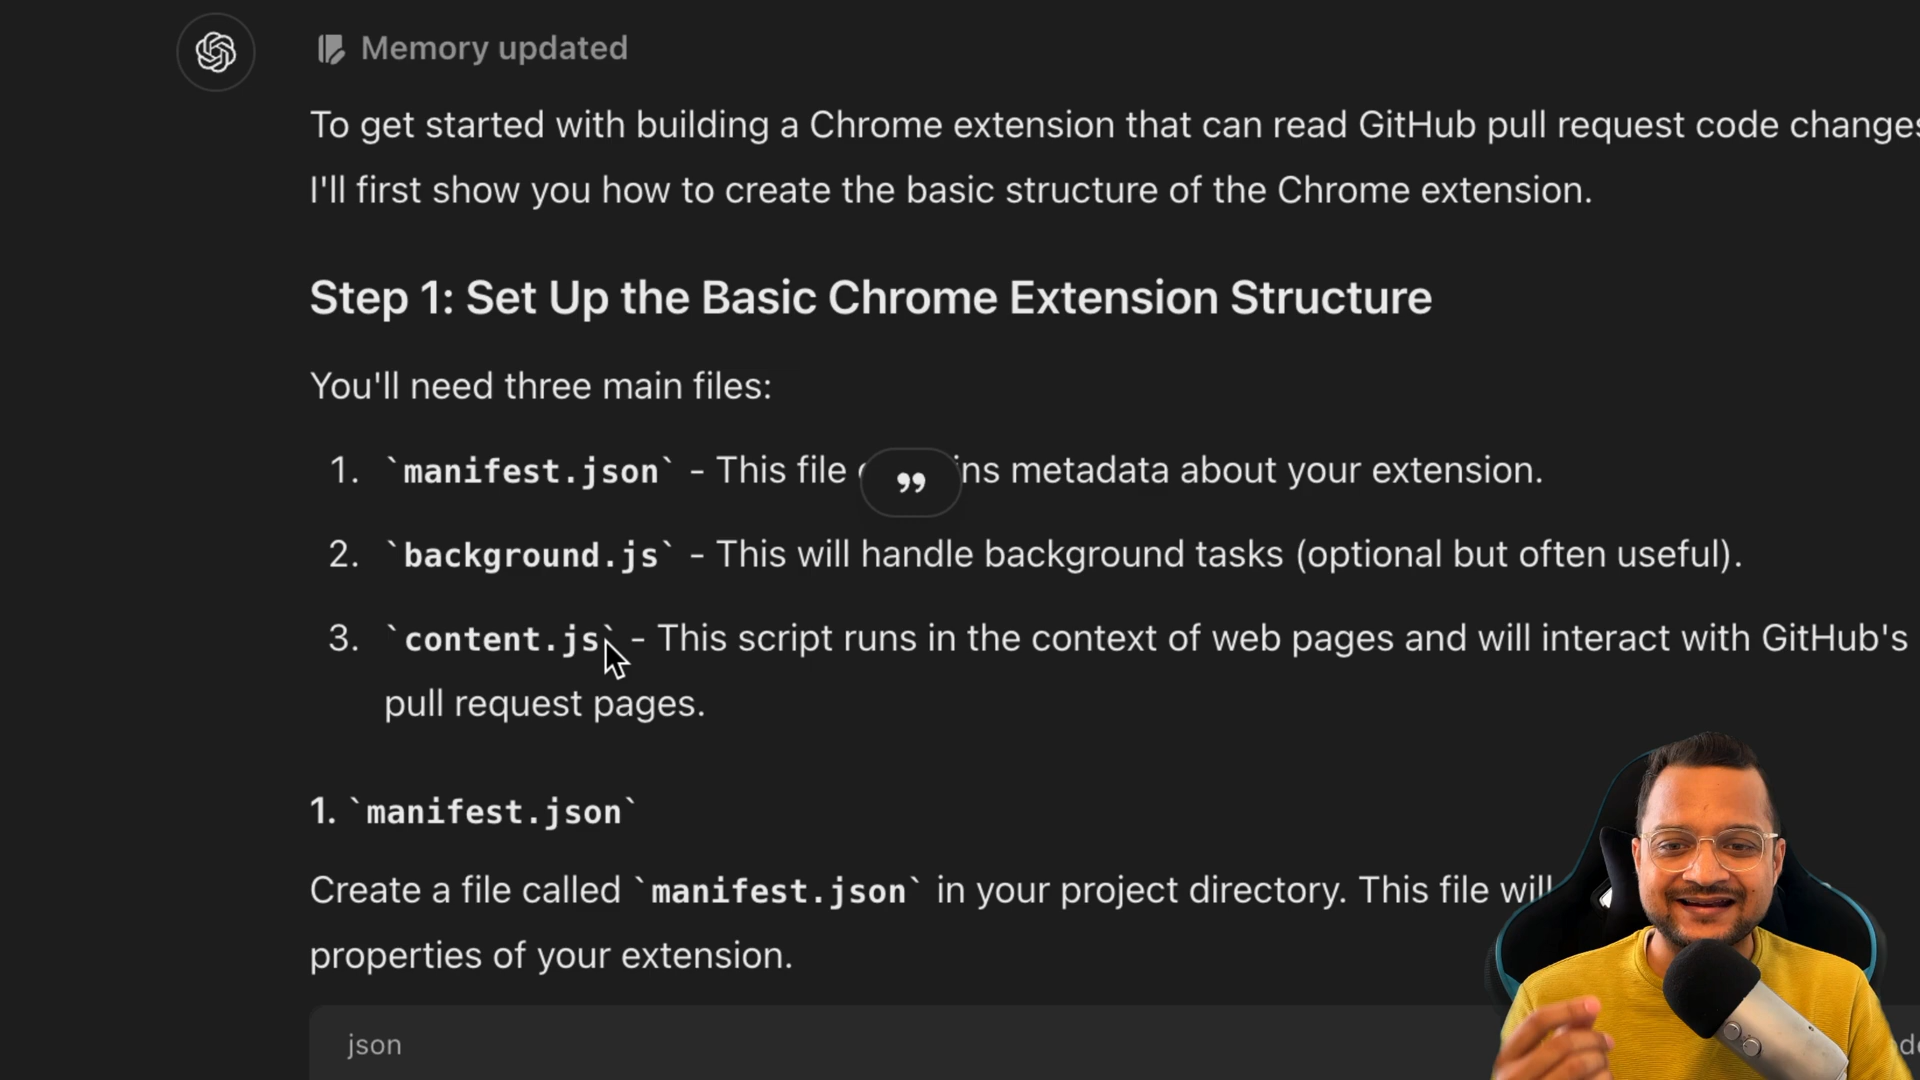 Memory updated
To get started with building a Chrome extension that can read GitHub pull request code changes
I'll first show you how to create the basic structure of the Chrome extension.
Step 1: Set Up the Basic Chrome Extension Structure
You'll need three main files:
1. `manifest.json` - This file ins metadata about your extension.
2. `background.js` - This will handle background tasks (optional but often useful).
3. `content.js` - This script runs in the context of web pages and will interact with GitHub's
pull request pages.
1. `manifest.json`
Create a file called `manifest.json` in your project directory. This file will
properties of your extension.
json